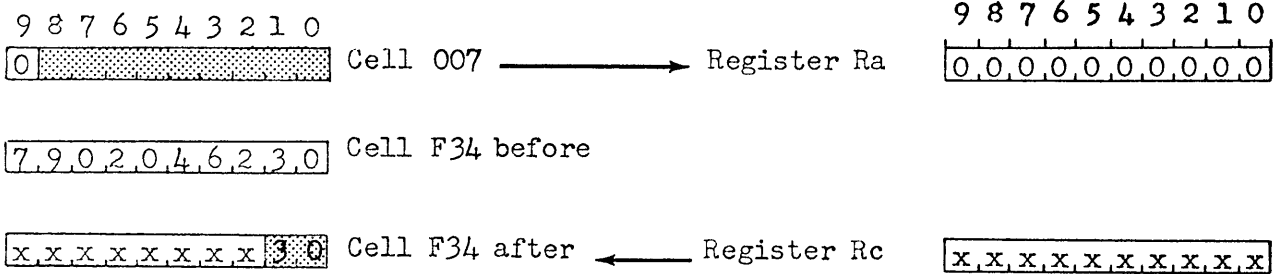 9 8 7 6 5 4 3 2 1 0
9 8 7 6 5 4 3 2 1 0
0 Cell 007 Register Ra 0 0 0 0 0 0 0 0 0 0
7 9 0 2 0 4 6 2 3 0 Cell F34 before
x x x x x x x x 3 0 Cell F34 after Register Rc x x x x x x x x x x